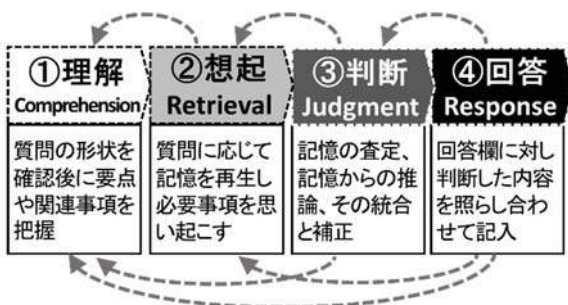 ①理解
Comprehension
②想起
Retrieval
③判断
Judgment
④回答
Response
質問の形状を
確認後に要点
や関連事項を
把握
質問に応じて
記憶を再生し
必要事項を思
い起こす
記憶の査定、
記憶からの推
論、その統合
と補正
回答欄に対し
判断した内容
を照らし合わ
せて記入